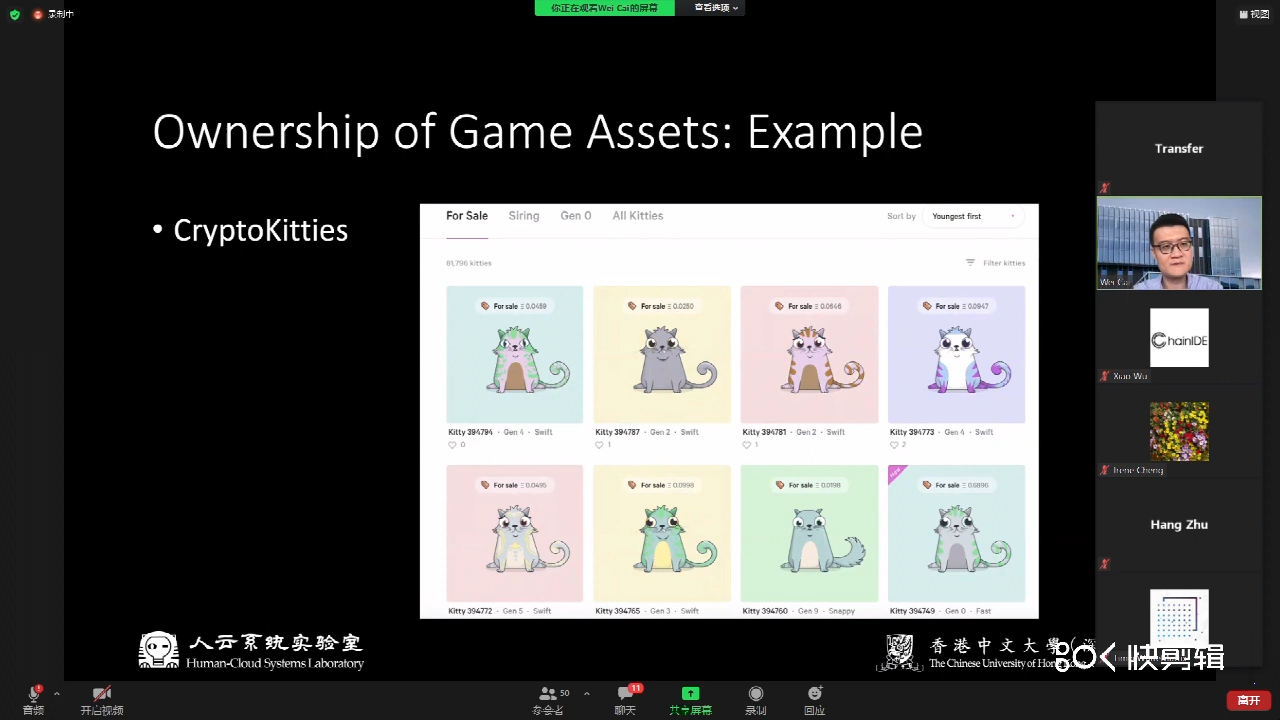 录制中
你正在观看Wei Cai的屏幕
查看选项
视图
Ownership of Game Assets: Example
• CryptoKitties
For Sale Siring Gen 0 All Kitties
Sort by Youngest first
81,796 kitties
Filter kitties
For sale Ξ 0.0459
For sale Ξ 0.0250
For sale Ξ 0.0646
For sale Ξ 0.0947
Kitty 394794 · Gen 4 · Swift
Kitty 394787 · Gen 2 · Swift
Kitty 394781 · Gen 2 · Swift
Kitty 394773 · Gen 4 · Swift
0
1
1
2
For sale Ξ 0.0495
For sale Ξ 0.0998
For sale Ξ 0.0198
For sale Ξ 0.6896
Kitty 394772 · Gen 5 · Swift
Kitty 394765 · Gen 3 · Swift
Kitty 394760 · Gen 9 · Snappy
Kitty 394749 · Gen 0 · Fast
人云系统实验室
Human-Cloud Systems Laboratory
香港中文大學
The Chinese University of Hong
快剪辑
Transfer
Wei Cai
ChainIDE
Xiao Wu
Irene Cheng
Hang Zhu
音频
开启视频
50
参会者
11
聊天
共享屏幕
录制
回应
离开